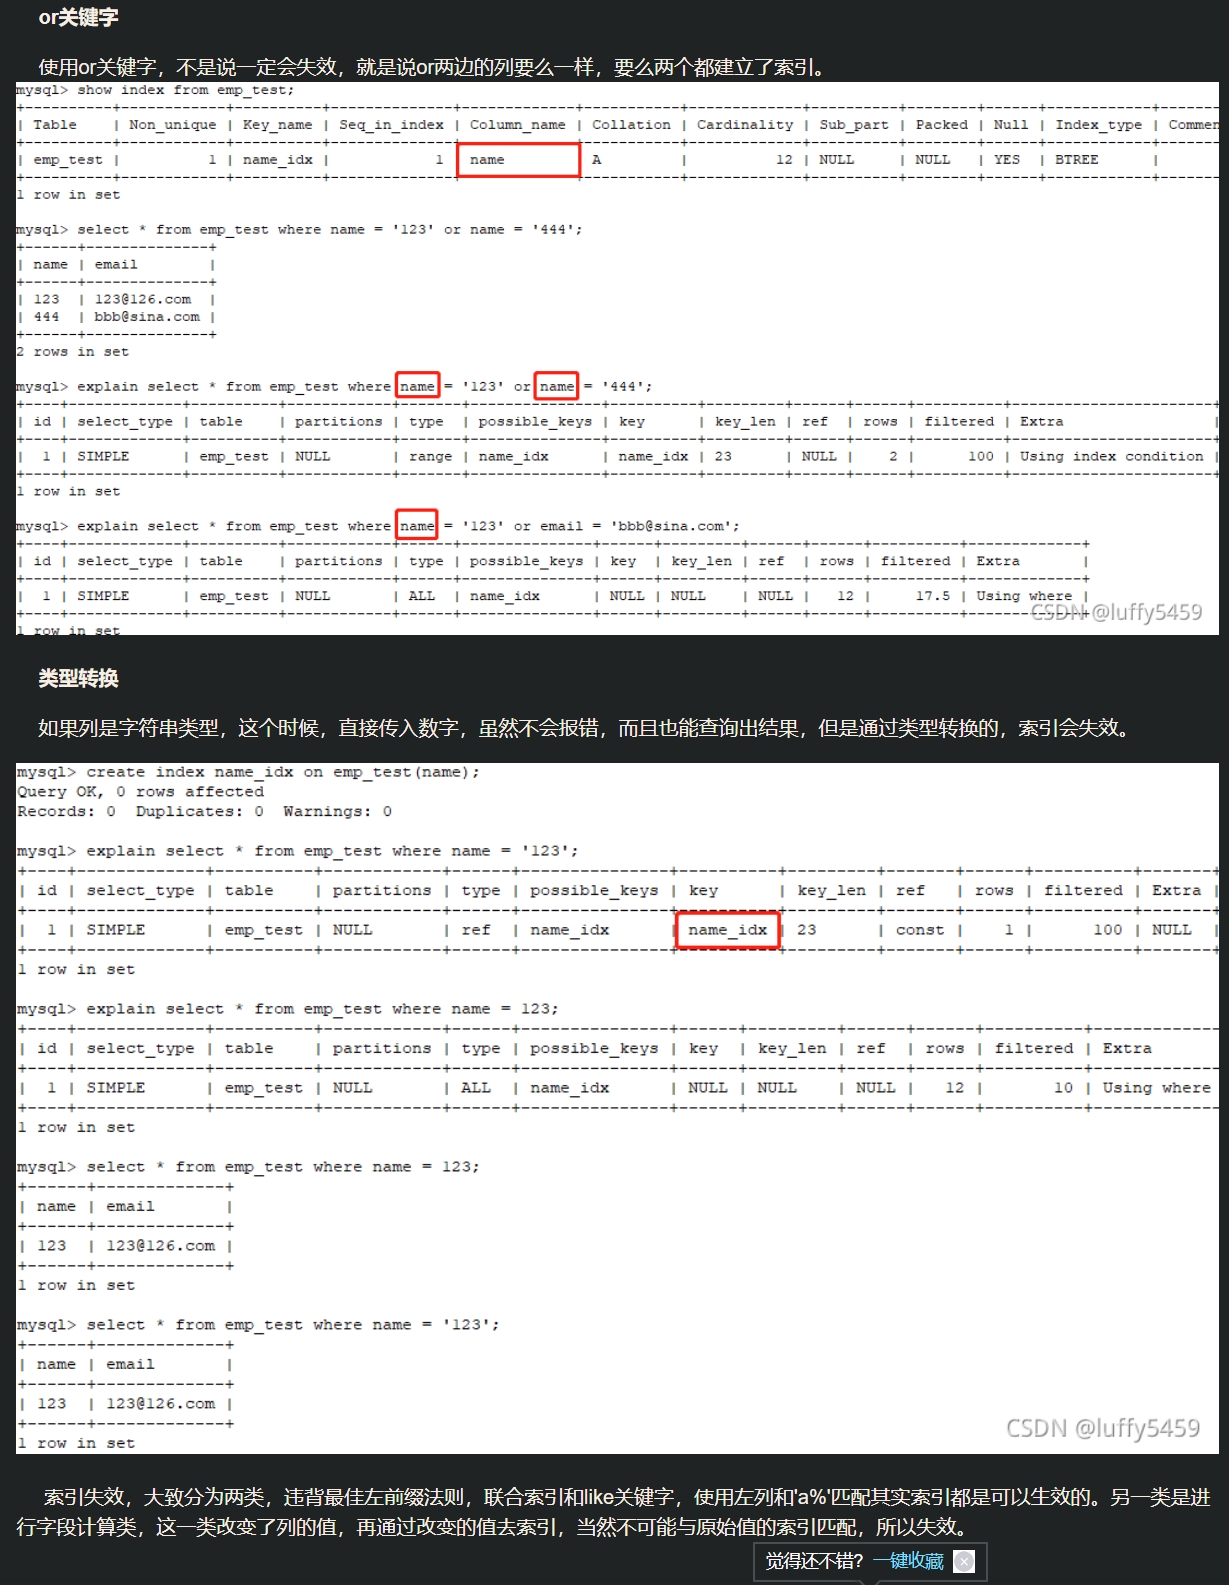 or关键字
使用or关键字，不是说一定会失效，就是说or两边的列要么一样，要么两个都建立了索引。
mysql> show index from emp_test;
| Table | Non_unique | Key_name | Seq_in_index | Column_name | Collation | Cardinality | Sub_part | Packed | Null | Index_type | Commen
| emp_test | 1 | name_idx | 1 | name | A | 12 | NULL | NULL | YES | BTREE |
1 row in set
mysql> select * from emp_test where name = '123' or name = '444';
| name | email |
| 123 | 123@126.com |
| 444 | bbb@sina.com |
2 rows in set
mysql> explain select * from emp_test where name = '123' or name = '444';
| id | select_type | table | partitions | type | possible_keys | key | key_len | ref | rows | filtered | Extra |
| 1 | SIMPLE | emp_test | NULL | range | name_idx | name_idx | 23 | NULL | 2 | 100 | Using index condition |
1 row in set
mysql> explain select * from emp_test where name = '123' or email = 'bbb@sina.com';
| id | select_type | table | partitions | type | possible_keys | key | key_len | ref | rows | filtered | Extra |
| 1 | SIMPLE | emp_test | NULL | ALL | name_idx | NULL | NULL | NULL | 12 | 17.5 | Using where |
CSDN @luffy5459
1 row in set
类型转换
如果列是字符串类型，这个时候，直接传入数字，虽然不会报错，而且也能查询出结果，但是通过类型转换的，索引会失效。
mysql> create index name_idx on emp_test(name);
Query OK, 0 rows affected
Records: 0 Duplicates: 0 Warnings: 0
mysql> explain select * from emp_test where name = '123';
| id | select_type | table | partitions | type | possible_keys | key | key_len | ref | rows | filtered | Extra |
| 1 | SIMPLE | emp_test | NULL | ref | name_idx | name_idx | 23 | const | 1 | 100 | NULL |
1 row in set
mysql> explain select * from emp_test where name = 123;
| id | select_type | table | partitions | type | possible_keys | key | key_len | ref | rows | filtered | Extra
| 1 | SIMPLE | emp_test | NULL | ALL | name_idx | NULL | NULL | NULL | 12 | 10 | Using where
1 row in set
mysql> select * from emp_test where name = 123;
| name | email |
| 123 | 123@126.com |
1 row in set
mysql> select * from emp_test where name = '123';
| name | email |
| 123 | 123@126.com |
CSDN @luffy5459
1 row in set
索引失效，大致分为两类，违背最佳左前缀法则，联合索引和like关键字，使用左列和'a%'匹配其实索引都是可以生效的。另一类是进
行字段计算类，这一类改变了列的值，再通过改变的值去索引，当然不可能与原始值的索引匹配，所以失效。
觉得还不错? 一键收藏